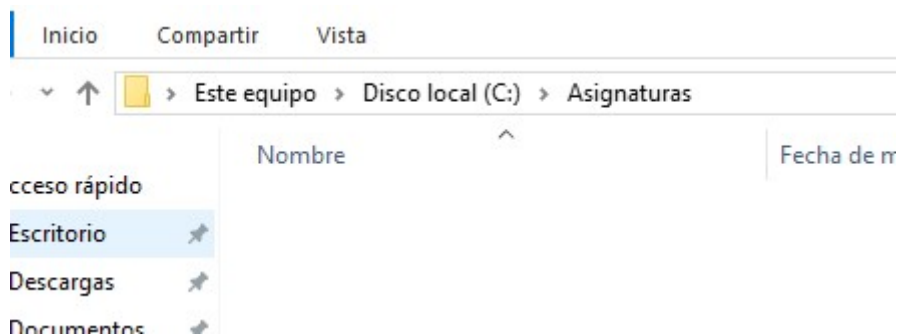 Inicio Compartir Vista
Este equipo > Disco local (C:) > Asignaturas
Nombre Fecha de m
cceso rápido
Escritorio
Descargas
Documentos